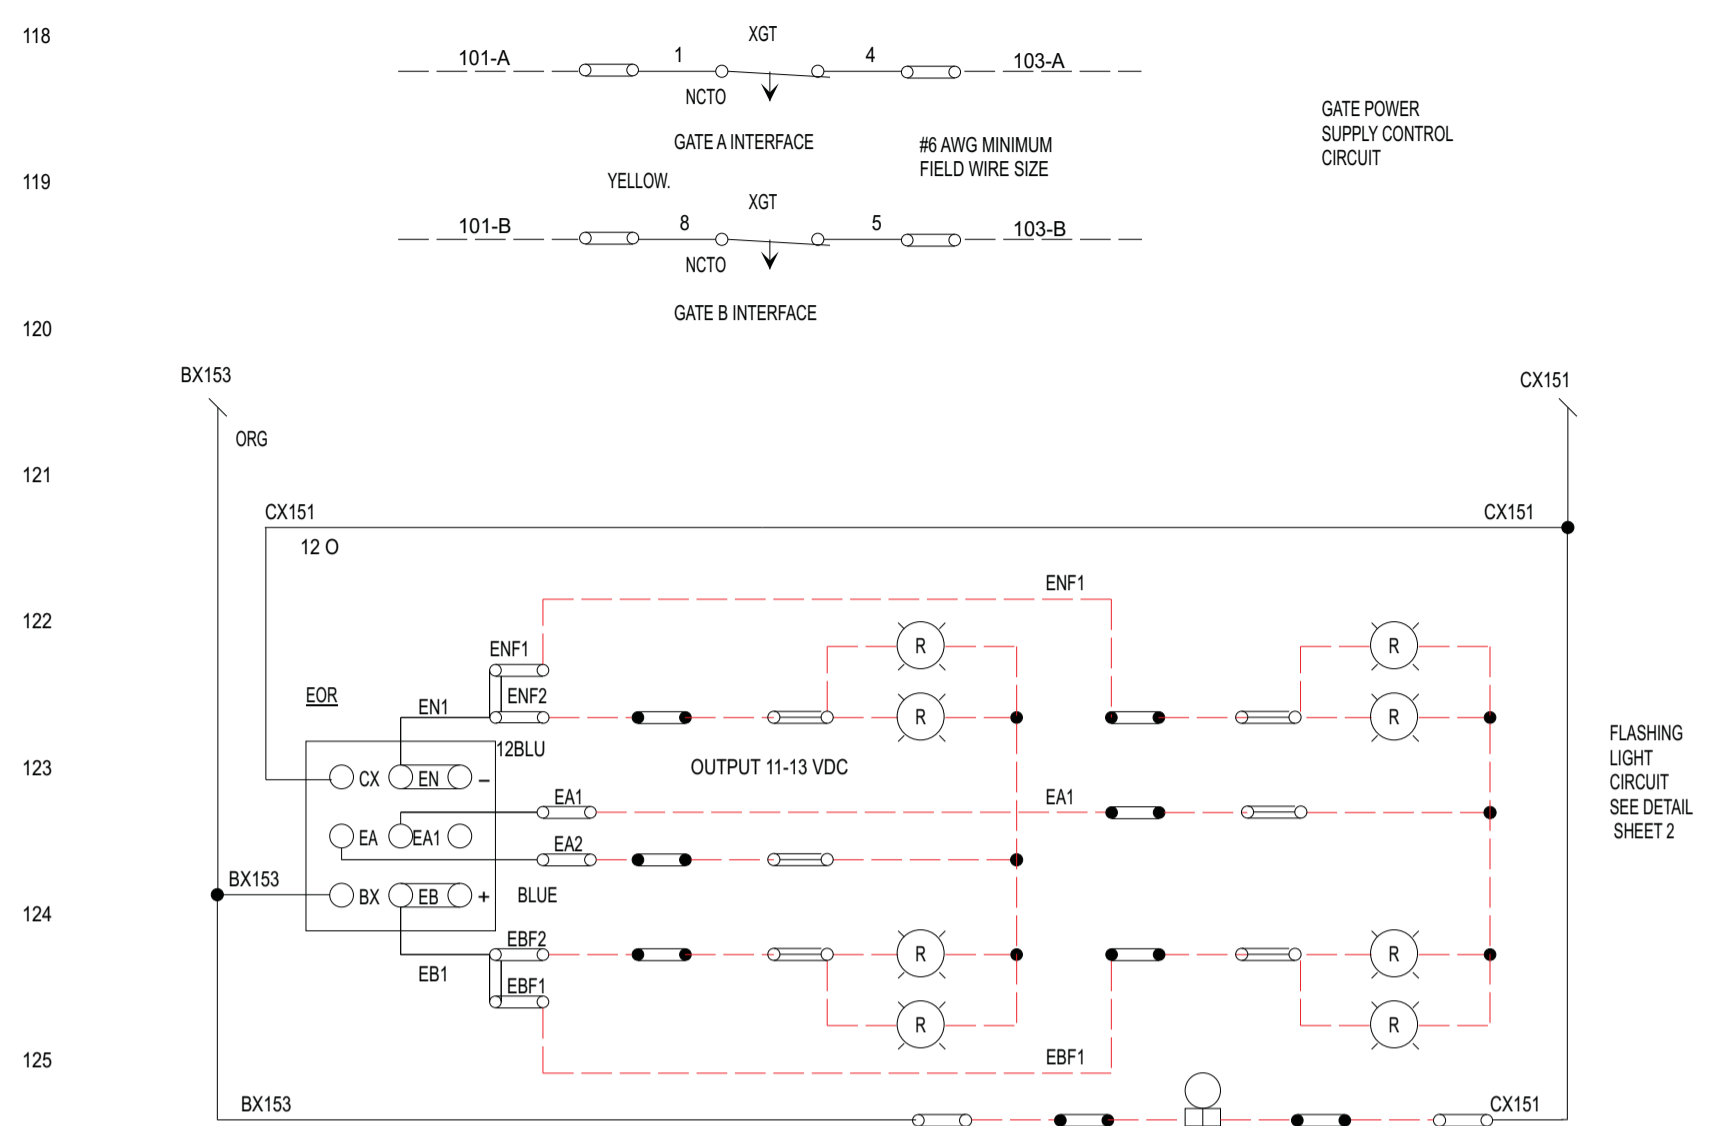 118
XGT
101-A
1
4
103-A
NCTO
GATE A INTERFACE
#6 AWG MINIMUM
FIELD WIRE SIZE
GATE POWER
SUPPLY CONTROL
CIRCUIT
119
YELLOW.
XGT
101-B
8
5
103-B
NCTO
GATE B INTERFACE
120
BX153
CX151
ORG
121
CX151
CX151
12 O
ENF1
122
R
R
ENF1
EOR
EN1
ENF2
R
R
12BLU
123
CX
EN
–
OUTPUT 11-13 VDC
FLASHING
LIGHT
CIRCUIT
SEE DETAIL
SHEET 2
EA1
EA1
EA
EA1
EA2
BX153
BX
EB
+
BLUE
124
EBF2
R
R
EB1
EBF1
R
R
125
EBF1
BX153
CX151